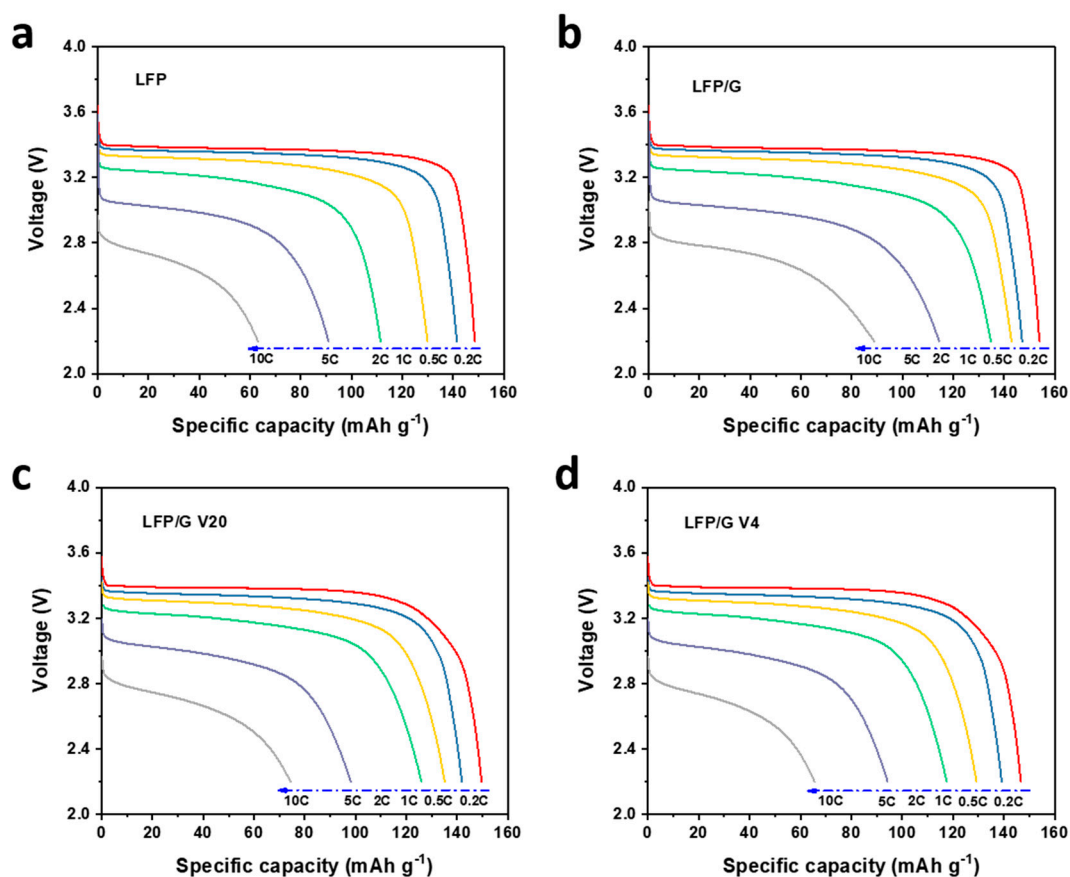 a
4.0
3.6
3.2
2.8
2.4
2.0
Voltage (V)
LFP
10C 5C 2C 1C 0.5C 0.2C
0 20 40 60 80 100 120 140 160
Specific capacity (mAh g⁻¹)
b
4.0
3.6
3.2
2.8
2.4
2.0
Voltage (V)
LFP/G
10C 5C 2C 1C 0.5C 0.2C
0 20 40 60 80 100 120 140 160
Specific capacity (mAh g⁻¹)
c
4.0
3.6
3.2
2.8
2.4
2.0
Voltage (V)
LFP/G V20
10C 5C 2C 1C 0.5C 0.2C
0 20 40 60 80 100 120 140 160
Specific capacity (mAh g⁻¹)
d
4.0
3.6
3.2
2.8
2.4
2.0
Voltage (V)
LFP/G V4
10C 5C 2C 1C 0.5C 0.2C
0 20 40 60 80 100 120 140 160
Specific capacity (mAh g⁻¹)